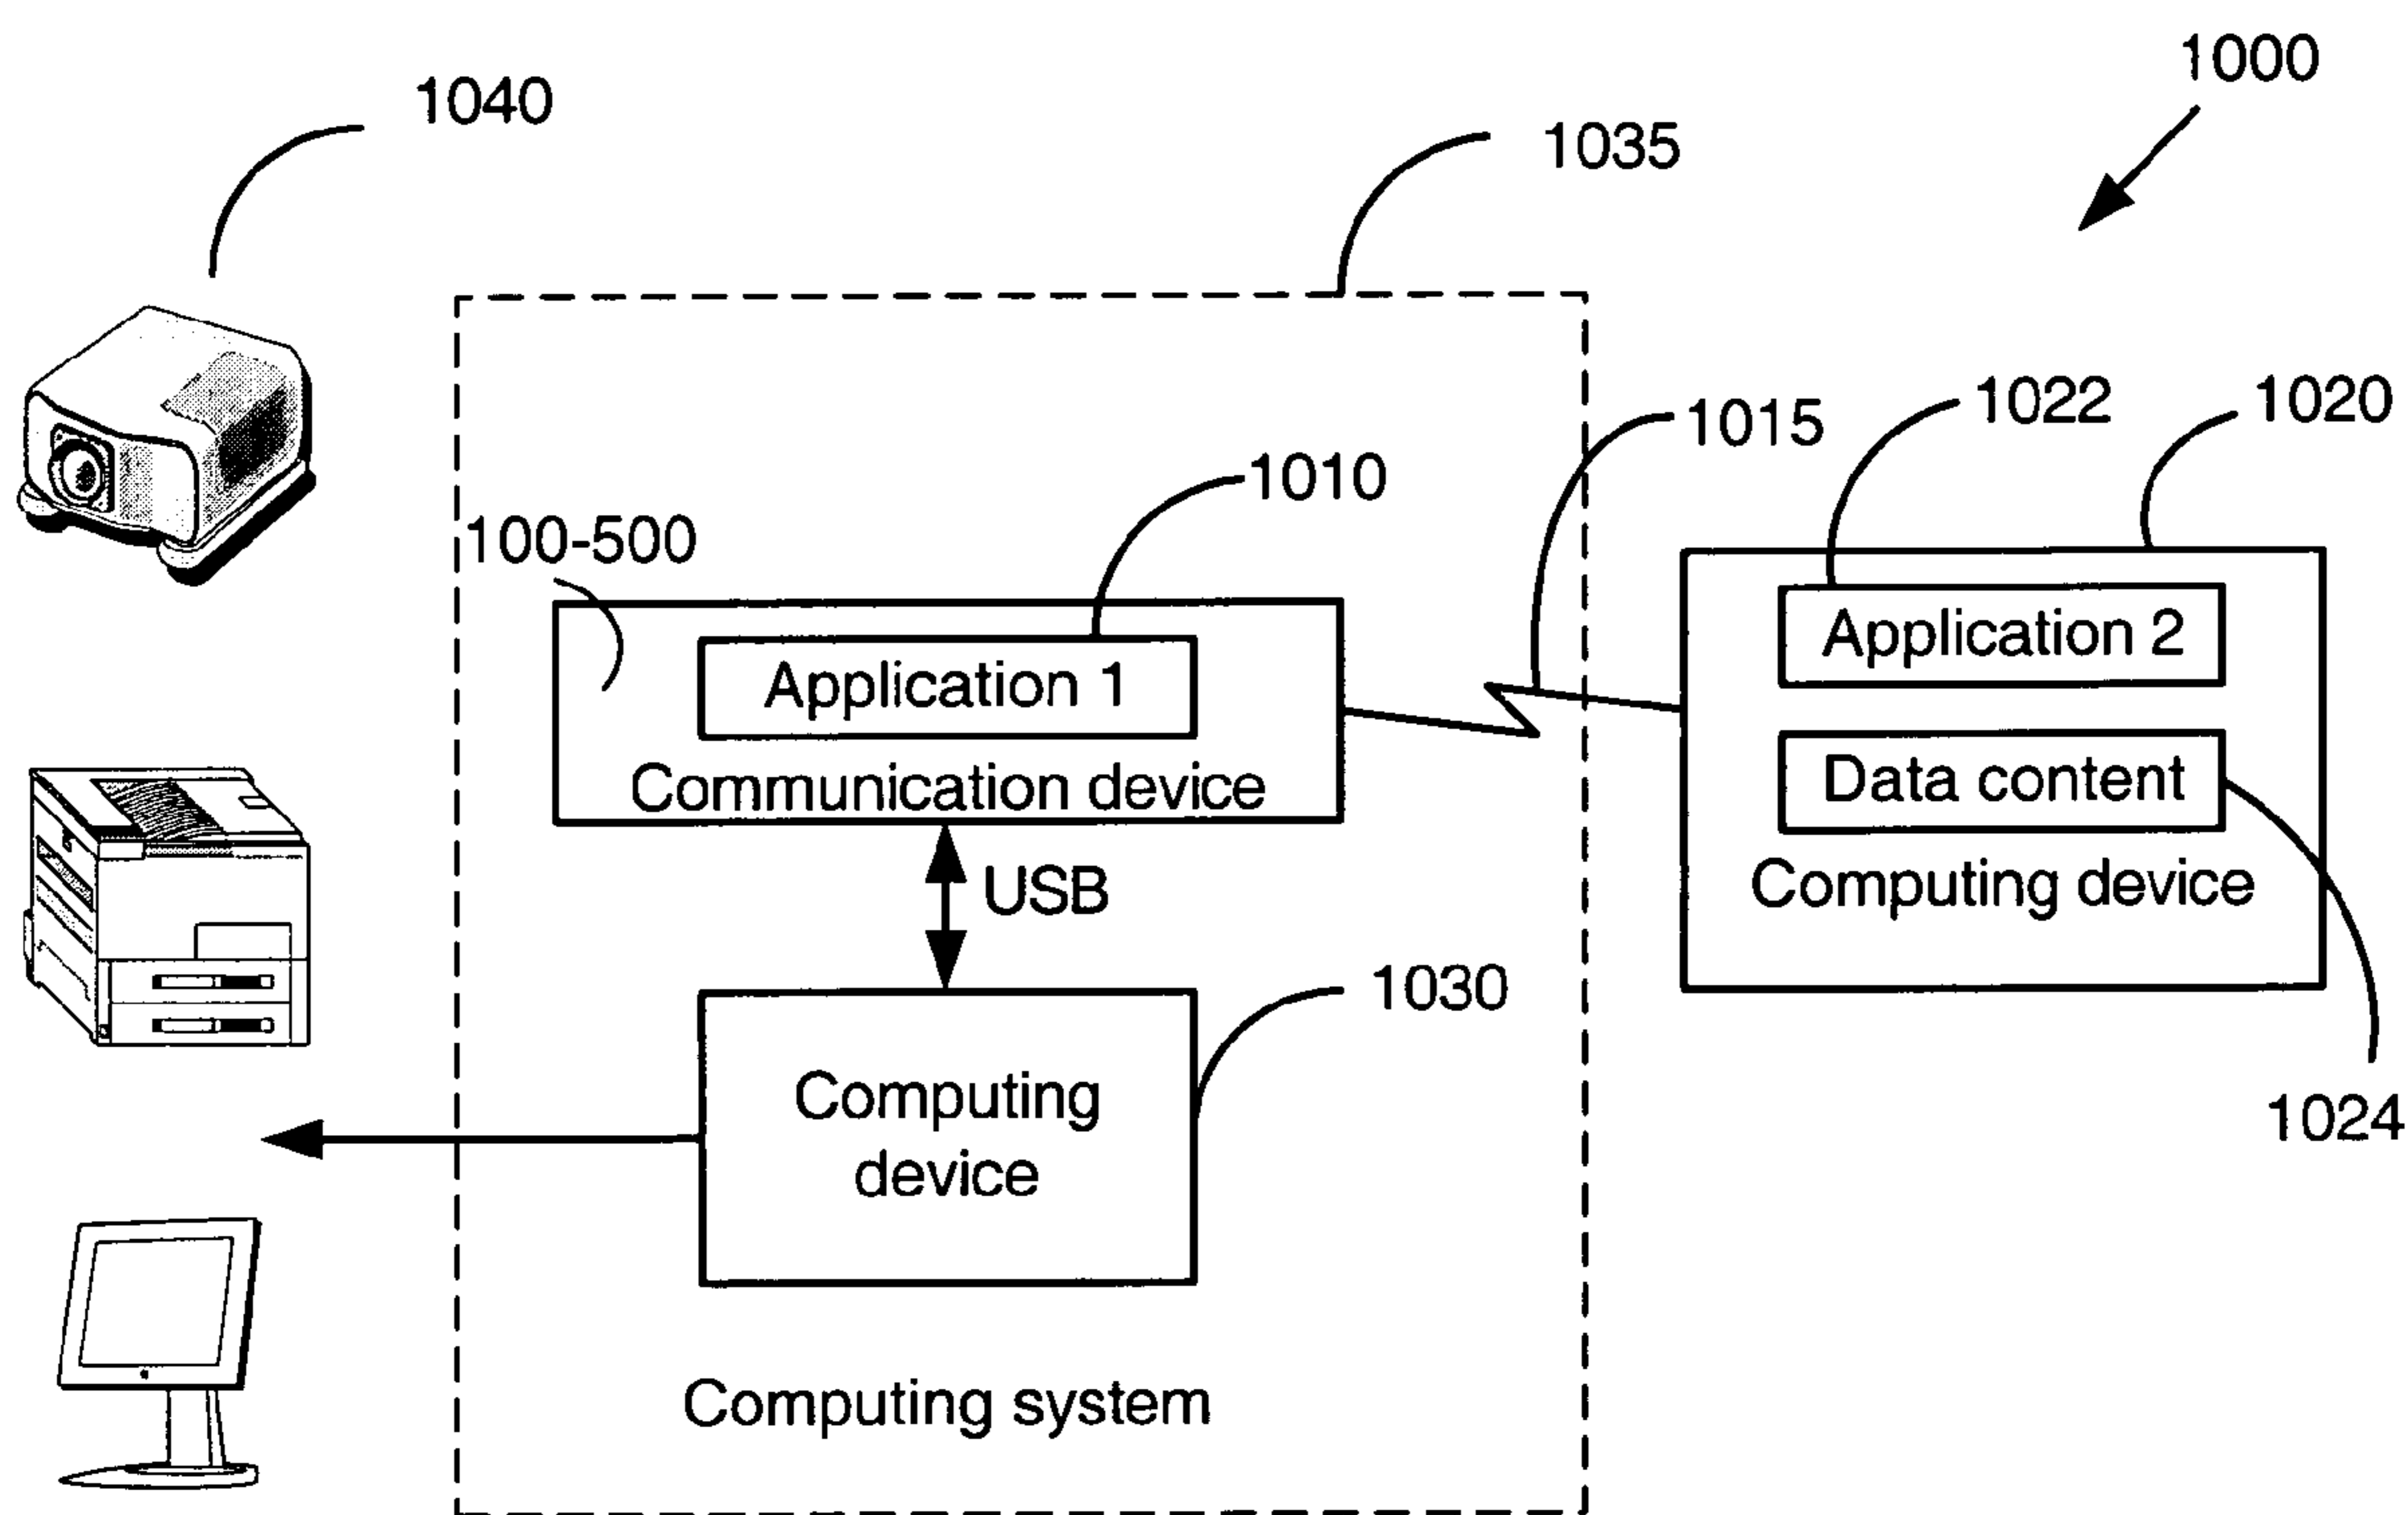 1000
1040
1035
1022
1020
1015
1010
100-500
Application 2
Application 1
Data content
Communication device
USB
Computing device
1030
Computing
device
1024
Computing system